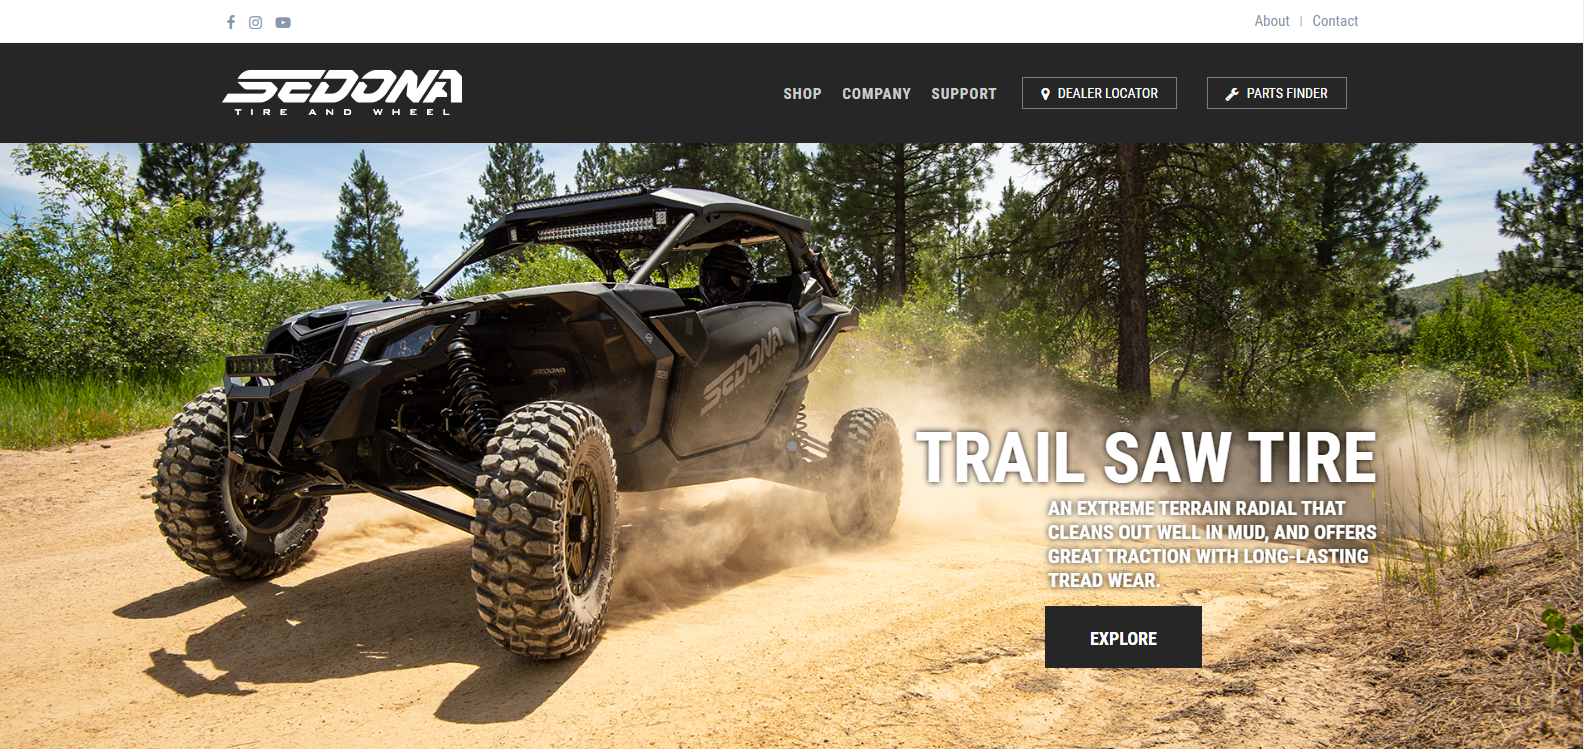 About | Contact
SEDONA
TIRE AND WHEEL
SHOP COMPANY SUPPORT DEALER LOCATOR PARTS FINDER
SEDONA
SEDONA
TRAIL SAW TIRE
AN EXTREME TERRAIN RADIAL THAT
CLEANS OUT WELL IN MUD, AND OFFERS
GREAT TRACTION WITH LONG-LASTING
TREAD WEAR.
EXPLORE